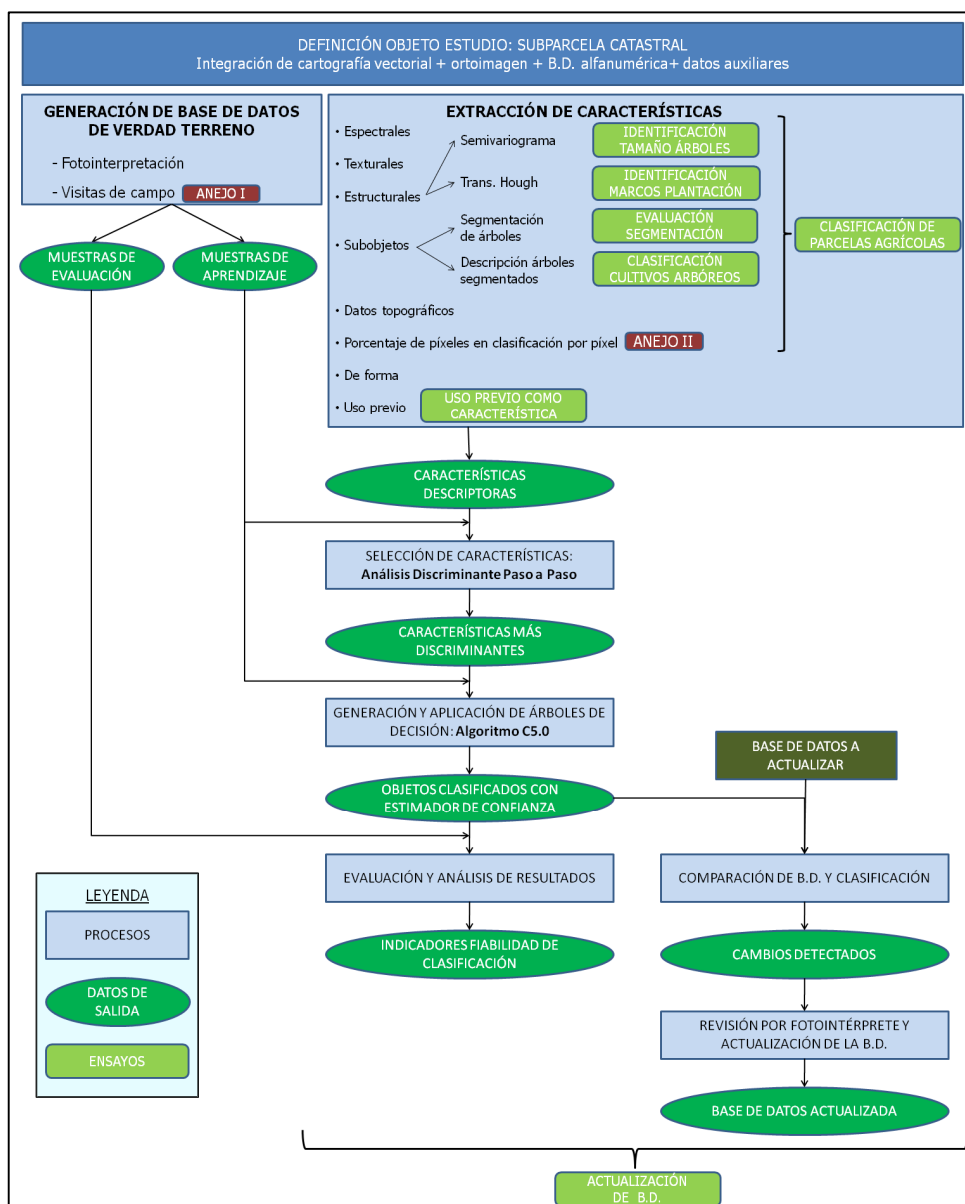 DEFINICIÓN OBJETO ESTUDIO: SUBPARCELA CATASTRAL
Integración de cartografía vectorial + ortoimagen + B.D. alfanumérica+ datos auxiliares
GENERACIÓN DE BASE DE DATOS
DE VERDAD TERRENO
- Fotointerpretación
- Visitas de campo
ANEJO I
MUESTRAS DE
EVALUACIÓN
MUESTRAS DE
APRENDIZAJE
EXTRACCIÓN DE CARACTERÍSTICAS
• Espectrales
• Texturales
• Estructurales
Semivariograma
IDENTIFICACIÓN
TAMAÑO ÁRBOLES
Trans. Hough
IDENTIFICACIÓN
MARCOS PLANTACIÓN
• Subobjetos
Segmentación
de árboles
EVALUACIÓN
SEGMENTACIÓN
Descripción árboles
segmentados
CLASIFICACIÓN
CULTIVOS ARBÓREOS
CLASIFICACIÓN DE
PARCELAS AGRÍCOLAS
• Datos topográficos
• Porcentaje de píxeles en clasificación por píxel
ANEJO II
• De forma
• Uso previo
USO PREVIO COMO
CARACTERÍSTICA
CARACTERÍSTICAS
DESCRIPTORAS
SELECCIÓN DE CARACTERÍSTICAS:
Análisis Discriminante Paso a Paso
CARACTERÍSTICAS MÁS
DISCRIMINANTES
GENERACIÓN Y APLICACIÓN DE ÁRBOLES DE
DECISIÓN: Algoritmo C5.0
BASE DE DATOS A
ACTUALIZAR
OBJETOS CLASIFICADOS CON
ESTIMADOR DE CONFIANZA
EVALUACIÓN Y ANÁLISIS DE RESULTADOS
COMPARACIÓN DE B.D. Y CLASIFICACIÓN
INDICADORES FIABILIDAD DE
CLASIFICACIÓN
CAMBIOS DETECTADOS
REVISIÓN POR FOTOINTÉRPRETE Y
ACTUALIZACIÓN DE LA B.D.
BASE DE DATOS ACTUALIZADA
LEYENDA
PROCESOS
DATOS DE
SALIDA
ENSAYOS
ACTUALIZACIÓN
DE B.D.